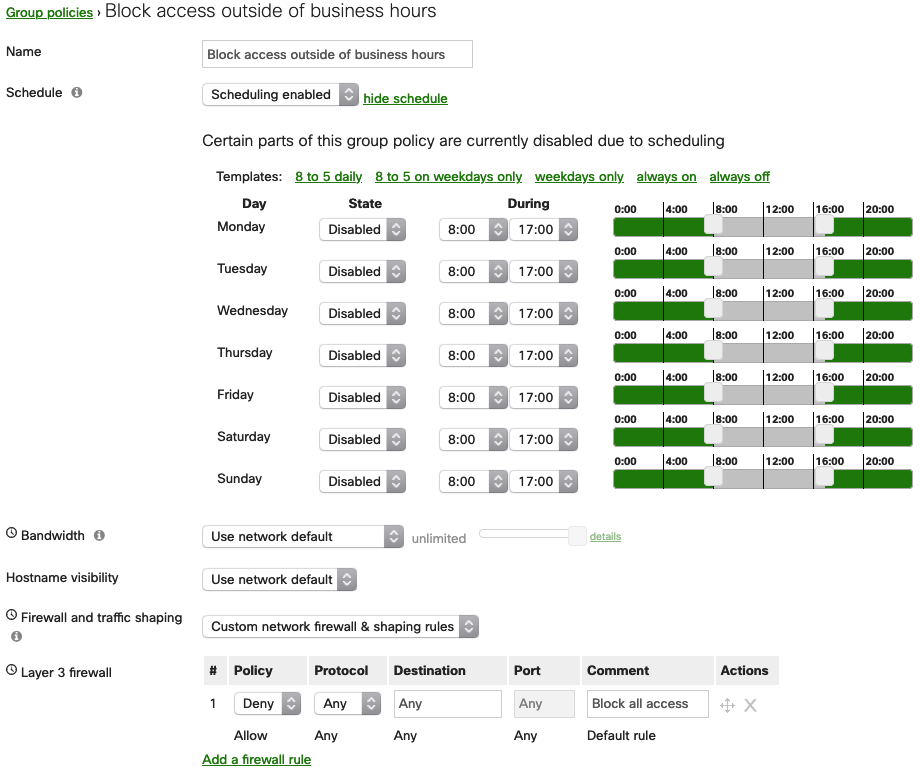 Group policies › Block access outside of business hours
Name Block access outside of business hours
Schedule i Scheduling enabled hide schedule
Certain parts of this group policy are currently disabled due to scheduling
Templates: 8 to 5 daily 8 to 5 on weekdays only weekdays only always on always off
Day State During 0:00 4:00 8:00 12:00 16:00 20:00
Monday Disabled 8:00 17:00
0:00 4:00 8:00 12:00 16:00 20:00
Tuesday Disabled 8:00 17:00
0:00 4:00 8:00 12:00 16:00 20:00
Wednesday Disabled 8:00 17:00
0:00 4:00 8:00 12:00 16:00 20:00
Thursday Disabled 8:00 17:00
0:00 4:00 8:00 12:00 16:00 20:00
Friday Disabled 8:00 17:00
0:00 4:00 8:00 12:00 16:00 20:00
Saturday Disabled 8:00 17:00
0:00 4:00 8:00 12:00 16:00 20:00
Sunday Disabled 8:00 17:00
Bandwidth i Use network default unlimited details
Hostname visibility Use network default
Firewall and traffic shaping i Custom network firewall & shaping rules
Layer 3 firewall # Policy Protocol Destination Port Comment Actions
1 Deny Any Any Any Block all access X
Allow Any Any Any Default rule
Add a firewall rule